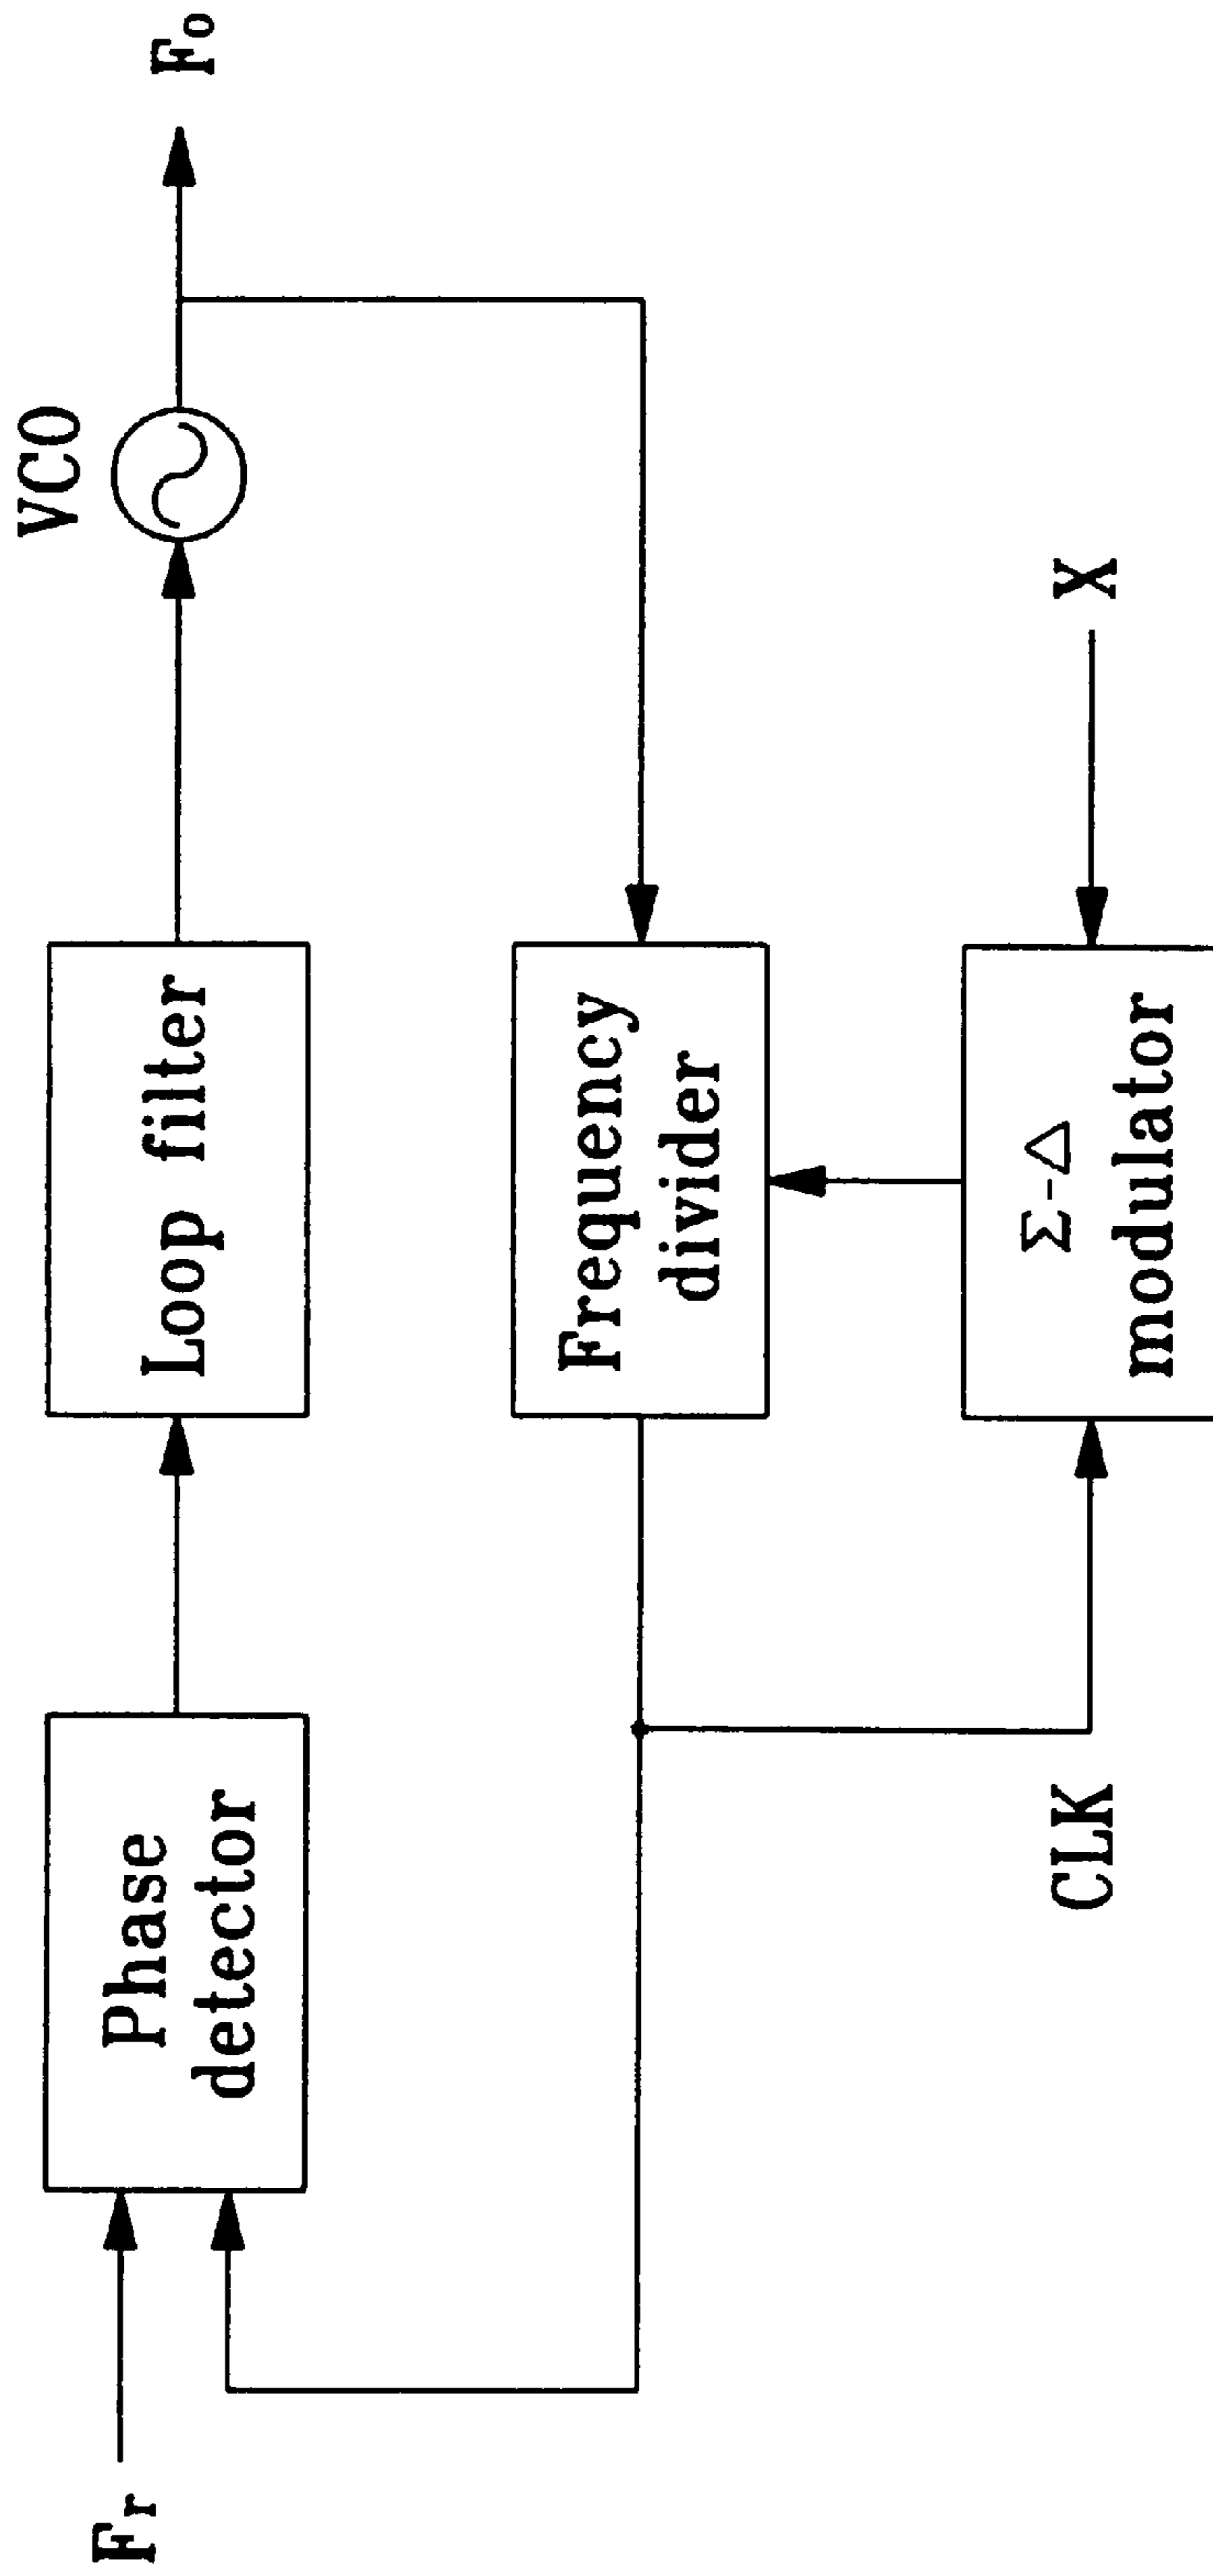 VCO
Fr
Phase
detector
Loop filter
Fo
Frequency
divider
CLK
Σ-Δ
modulator
X